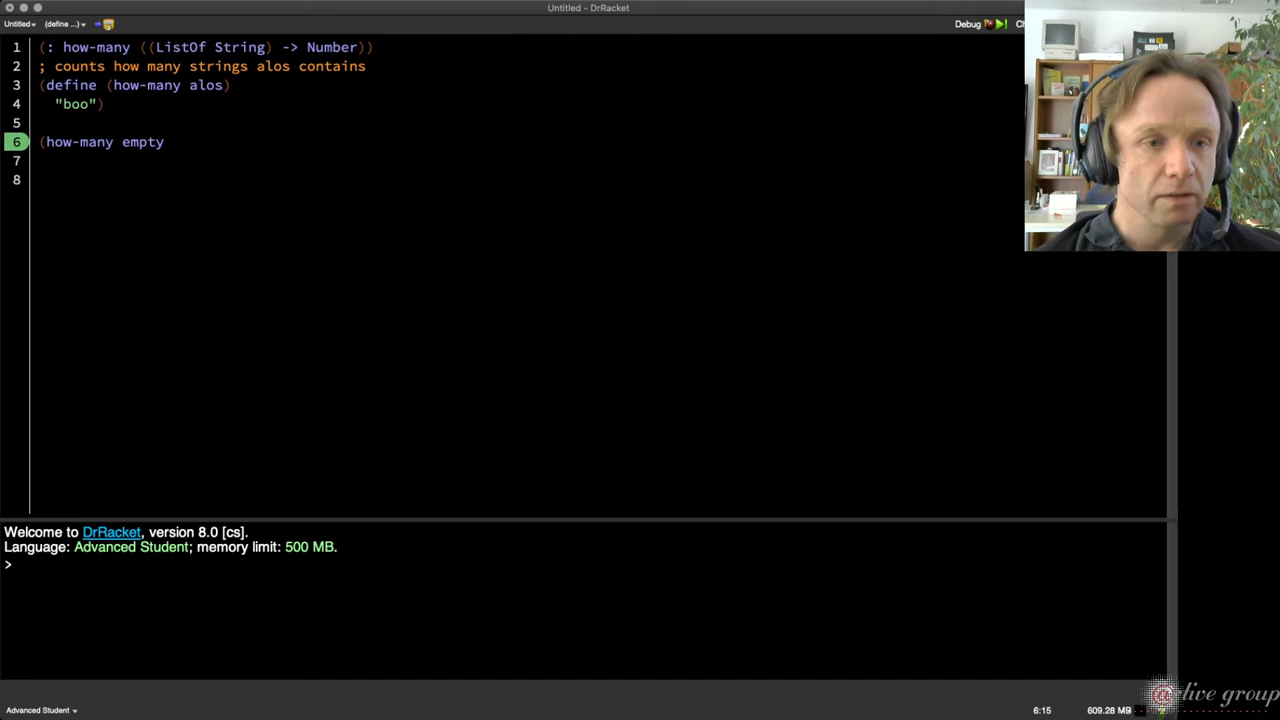 Untitled - DrRacket
Untitled (define ...)
Debug
1 (: how-many ((ListOf String) -> Number))
2 ; counts how many strings alos contains
3 (define (how-many alos)
4 "boo")
5
6 (how-many empty
7
8
Welcome to DrRacket, version 8.0 [cs].
Language: Advanced Student; memory limit: 500 MB.
>
Advanced Student
6:15
609.28 MB
live group